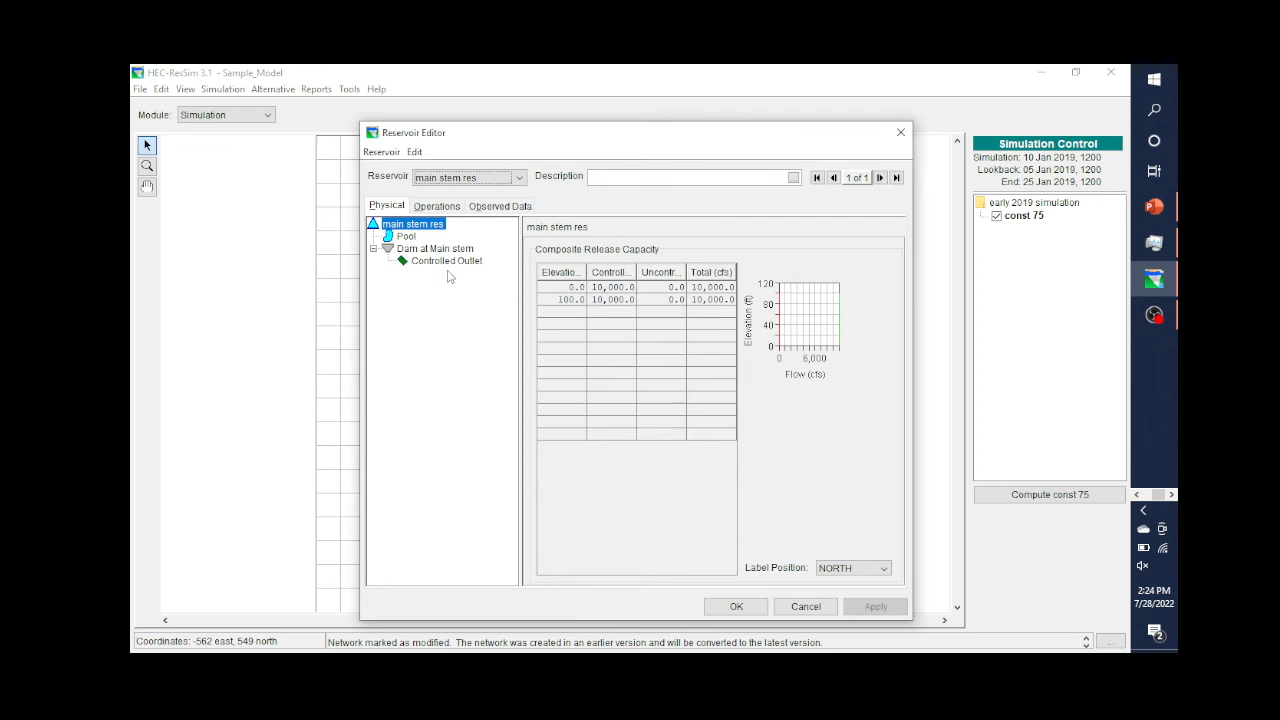 HEC-ResSim 3.1 - Sample_Model
File Edit View Simulation Alternative Reports Tools Help
Module: Simulation
Reservoir Editor
Reservoir Edit
Reservoir main stem res Description 1 of 1
Physical Operations Observed Data
main stem res
Pool
Dam at Main stem
Controlled Outlet
main stem res
Composite Release Capacity
Elevatio... Controll... Uncontr... Total (cfs)
0.0 10,000.0 0.0 10,000.0
100.0 10,000.0 0.0 10,000.0
Elevation (ft)
120
80
40
0
0 6,000
Flow (cfs)
Label Position: NORTH
OK Cancel Apply
Simulation Control
Simulation: 10 Jan 2019, 1200
Lookback: 05 Jan 2019, 1200
End: 25 Jan 2019, 1200
early 2019 simulation
const 75
Compute const 75
Coordinates: -562 east, 549 north
Network marked as modified. The network was created in an earlier version and will be converted to the latest version.
...
2:24 PM
7/28/2022
2